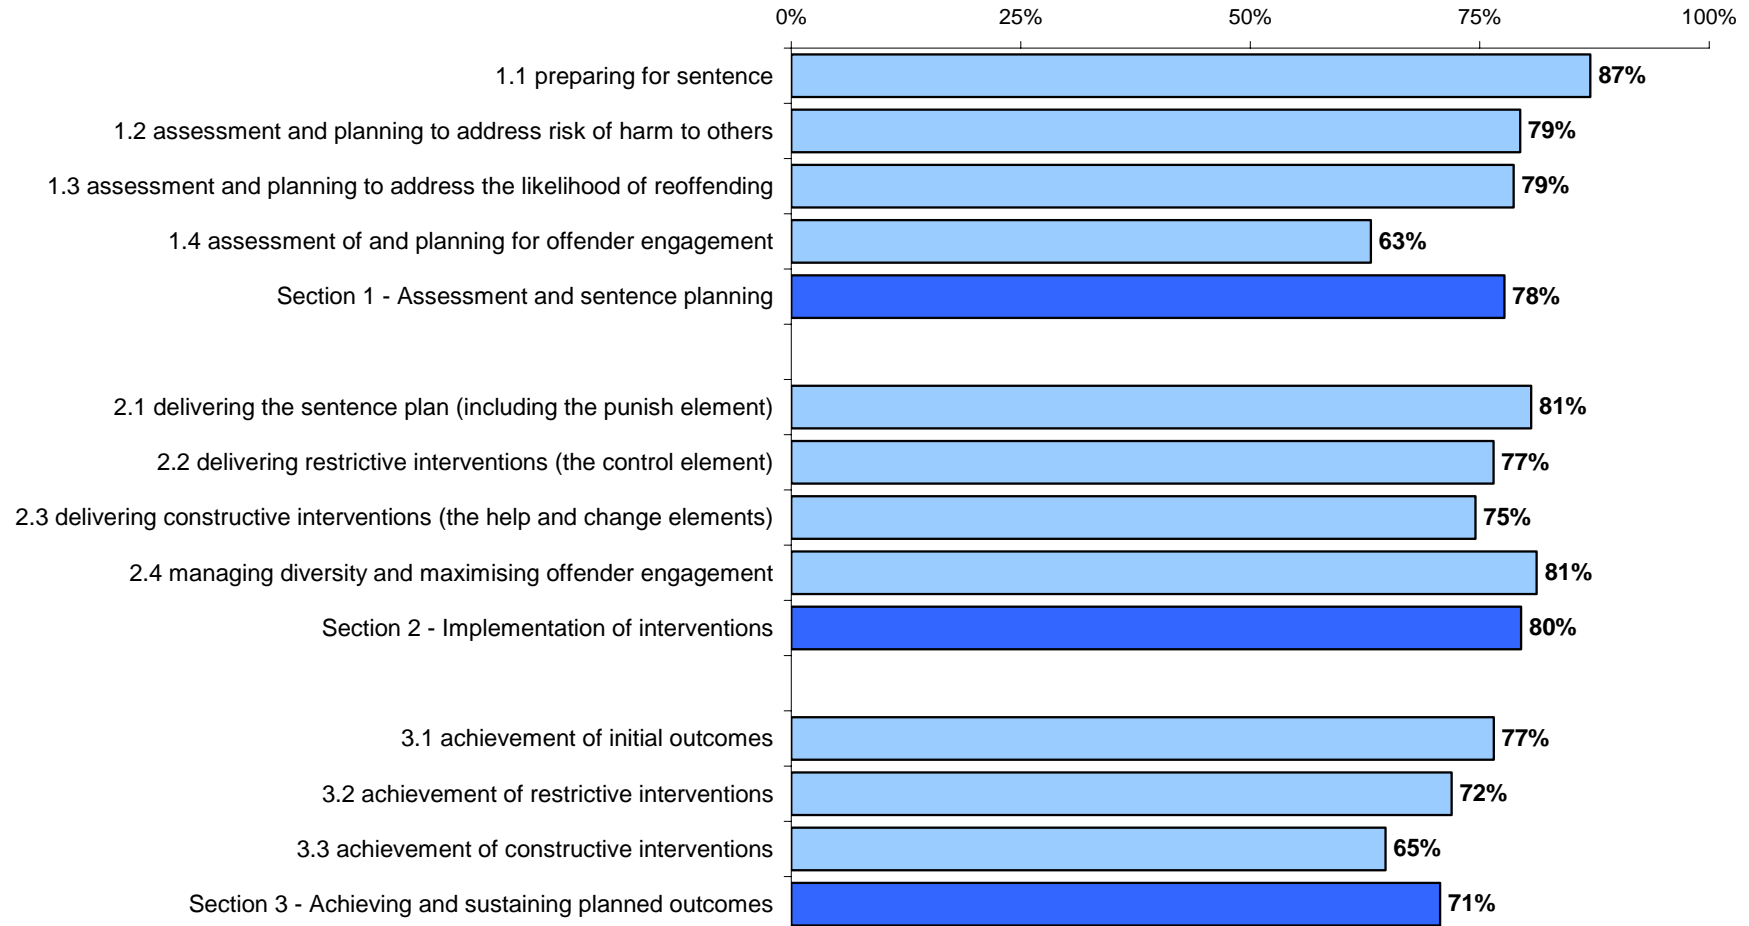 0% 25% 50% 75% 100%
1.1 preparing for sentence 87%
1.2 assessment and planning to address risk of harm to others 79%
1.3 assessment and planning to address the likelihood of reoffending 79%
1.4 assessment of and planning for offender engagement 63%
Section 1 - Assessment and sentence planning 78%
2.1 delivering the sentence plan (including the punish element) 81%
2.2 delivering restrictive interventions (the control element) 77%
2.3 delivering constructive interventions (the help and change elements) 75%
2.4 managing diversity and maximising offender engagement 81%
Section 2 - Implementation of interventions 80%
3.1 achievement of initial outcomes 77%
3.2 achievement of restrictive interventions 72%
3.3 achievement of constructive interventions 65%
Section 3 - Achieving and sustaining planned outcomes 71%